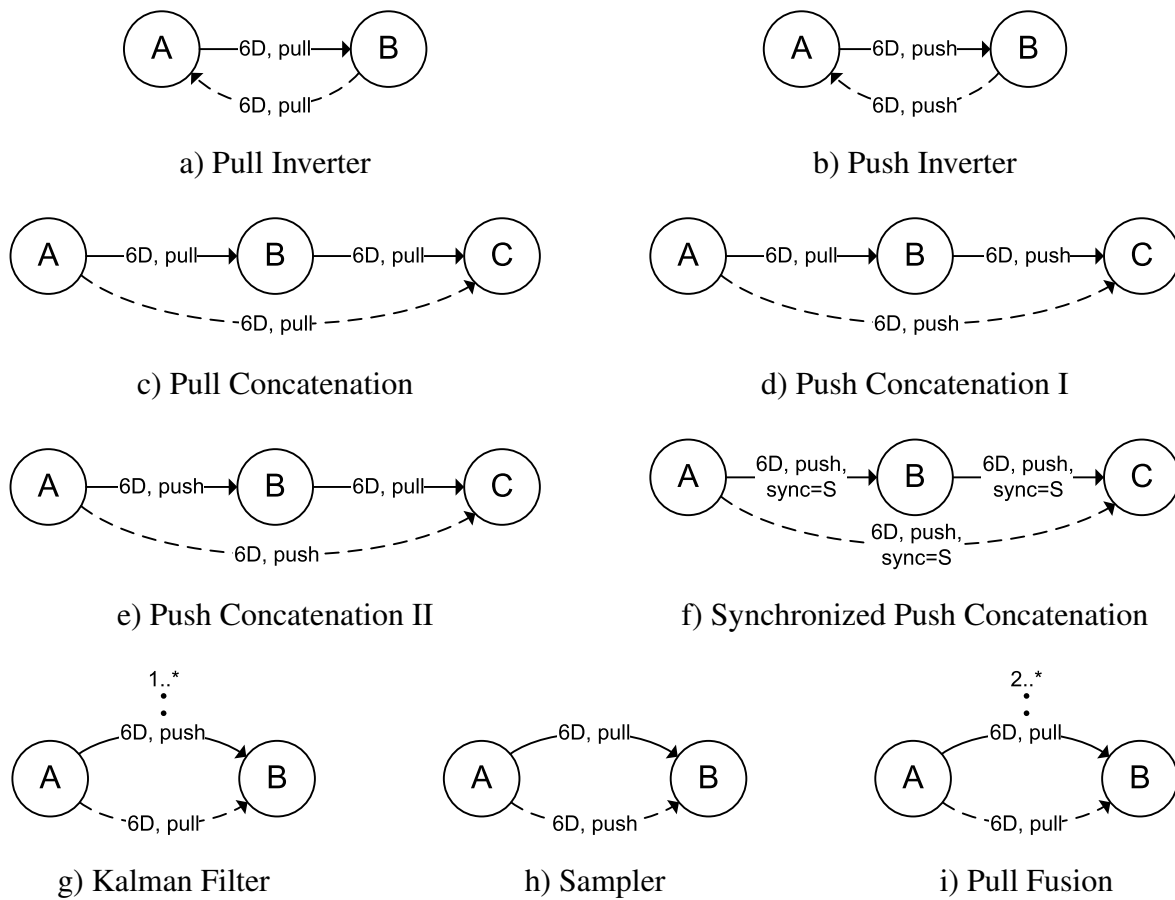 A
6D, pull
B
6D, pull
a) Pull Inverter
A
6D, push
B
6D, push
b) Push Inverter
A
6D, pull
B
6D, pull
C
6D, pull
c) Pull Concatenation
A
6D, pull
B
6D, push
C
6D, push
d) Push Concatenation I
A
6D, push
B
6D, pull
C
6D, push
e) Push Concatenation II
A
6D, push,
sync=S
B
6D, push,
sync=S
C
6D, push,
sync=S
f) Synchronized Push Concatenation
1..*
6D, push
A
B
6D, pull
g) Kalman Filter
6D, pull
A
B
6D, push
h) Sampler
2..*
6D, pull
A
B
6D, pull
i) Pull Fusion